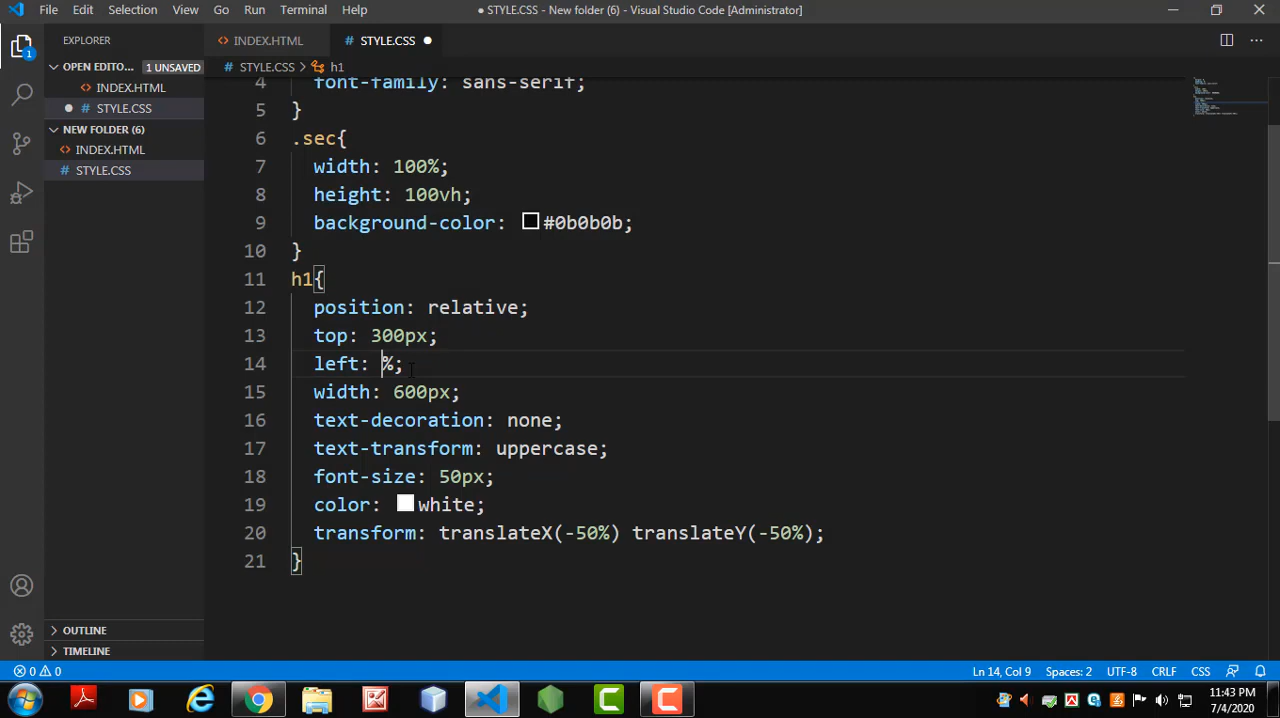 File Edit Selection View Go Run Terminal Help ● STYLE.CSS - New folder (6) - Visual Studio Code [Administrator]
EXPLORER
OPEN EDITO... 1 UNSAVED
<> INDEX.HTML
● # STYLE.CSS
NEW FOLDER (6)
<> INDEX.HTML
# STYLE.CSS
OUTLINE
TIMELINE
<> INDEX.HTML # STYLE.CSS ●
# STYLE.CSS > h1
4 font-family: sans-serif;
5 }
6 .sec{
7 width: 100%;
8 height: 100vh;
9 background-color: #0b0b0b;
10 }
11 h1{
12 position: relative;
13 top: 300px;
14 left: %;
15 width: 600px;
16 text-decoration: none;
17 text-transform: uppercase;
18 font-size: 50px;
19 color: white;
20 transform: translateX(-50%) translateY(-50%);
21 }
0 0 Ln 14, Col 9 Spaces: 2 UTF-8 CRLF CSS
11:43 PM
7/4/2020